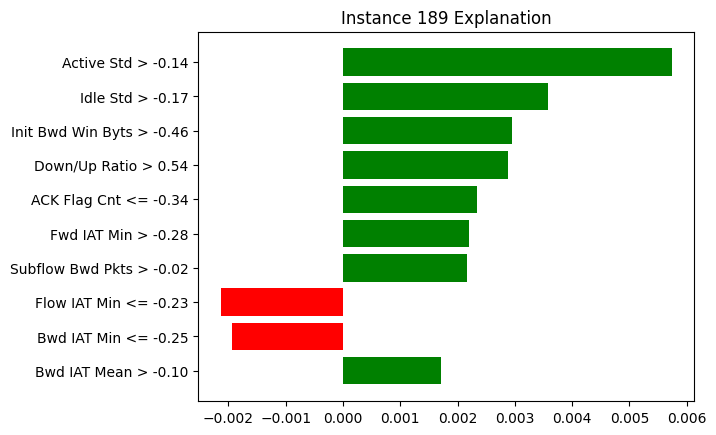 Instance 189 Explanation
Active Std > -0.14
Idle Std > -0.17
Init Bwd Win Byts > -0.46
Down/Up Ratio > 0.54
ACK Flag Cnt <= -0.34
Fwd IAT Min > -0.28
Subflow Bwd Pkts > -0.02
Flow IAT Min <= -0.23
Bwd IAT Min <= -0.25
Bwd IAT Mean > -0.10
−0.002 −0.001 0.000 0.001 0.002 0.003 0.004 0.005 0.006